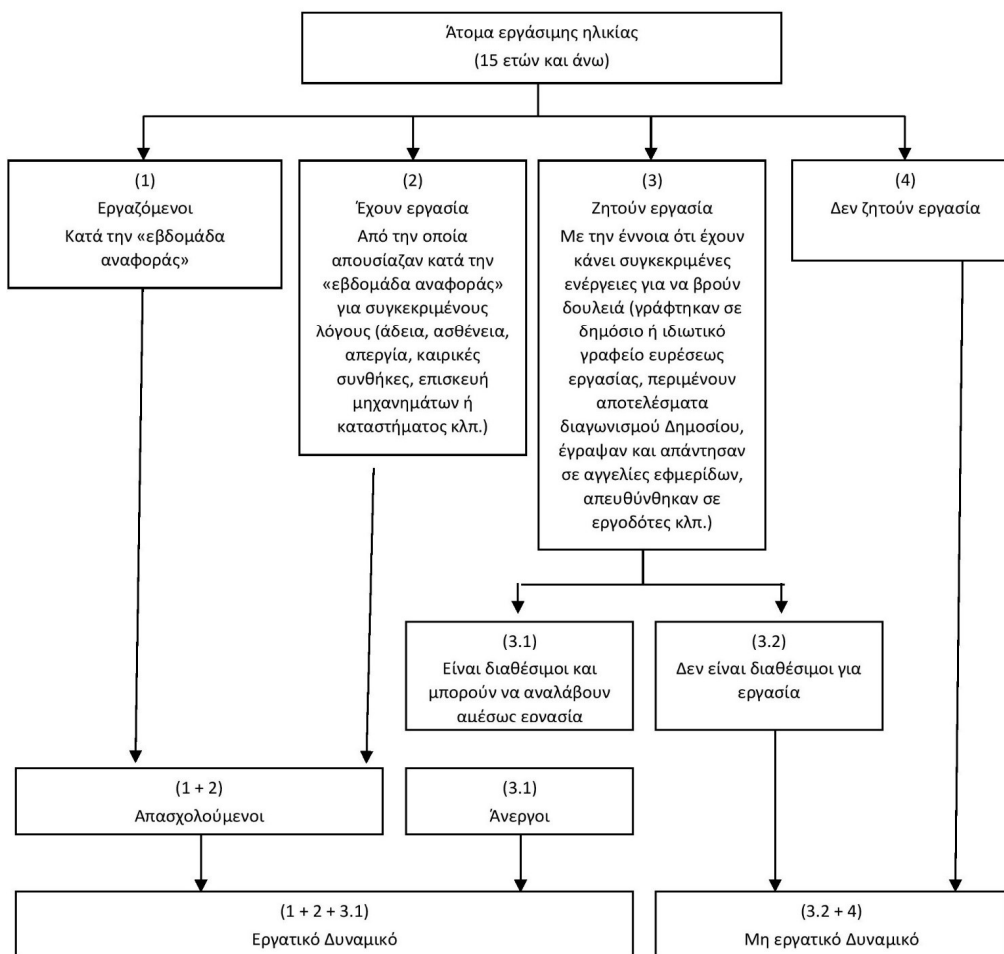 Άτομα εργάσιμης ηλικίας
(15 ετών και άνω)
(1)
Εργαζόμενοι
Κατά την «εβδομάδα
αναφοράς»
(2)
Έχουν εργασία
Από την οποία
απουσίαζαν κατά την
«εβδομάδα αναφοράς»
για συγκεκριμένους
λόγους (άδεια, ασθένεια,
απεργία, καιρικές
συνθήκες, επισκευή
μηχανημάτων ή
καταστήματος κλπ.)
(3)
Ζητούν εργασία
Με την έννοια ότι έχουν
κάνει συγκεκριμένες
ενέργειες για να βρούν
δουλειά (γράφτηκαν σε
δημόσιο ή ιδιωτικό
γραφείο ευρέσεως
εργασίας, περιμένουν
αποτελέσματα
διαγωνισμού Δημοσίου,
έγραψαν και απάντησαν
σε αγγελίες εφμερίδων,
απευθύνθηκαν σε
εργοδότες κλπ.)
(4)
Δεν ζητούν εργασία
(3.1)
Είναι διαθέσιμοι και
μπορούν να αναλάβουν
αμέσως εργασία
(3.2)
Δεν είναι διαθέσιμοι για
εργασία
(1 + 2)
Απασχολούμενοι
(3.1)
Άνεργοι
(1 + 2 + 3.1)
Εργατικό Δυναμικό
(3.2 + 4)
Μη εργατικό Δυναμικό